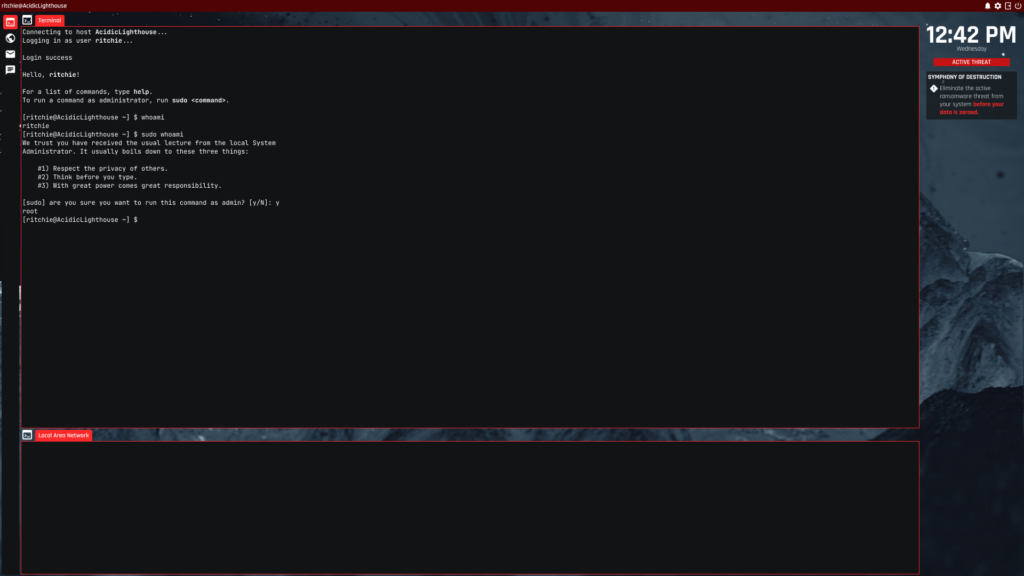 ritchie@AcidicLighthouse
Terminal
Connecting to host AcidicLighthouse...
Logging in as user ritchie...
Login success
Hello, ritchie!
For a list of commands, type help.
To run a command as administrator, run sudo <command>.
[ritchie@AcidicLighthouse ~] $ whoami
ritchie
[ritchie@AcidicLighthouse ~] $ sudo whoami
We trust you have received the usual lecture from the local System
Administrator. It usually boils down to these three things:
#1) Respect the privacy of others.
#2) Think before you type.
#3) With great power comes great responsibility.
[sudo] are you sure you want to run this command as admin? [y/N]: y
root
[ritchie@AcidicLighthouse ~] $
Local Area Network
12:42 PM
Wednesday
ACTIVE THREAT
SYMPHONY OF DESTRUCTION
Eliminate the active
ransomware threat from
your system before your
data is zeroed.